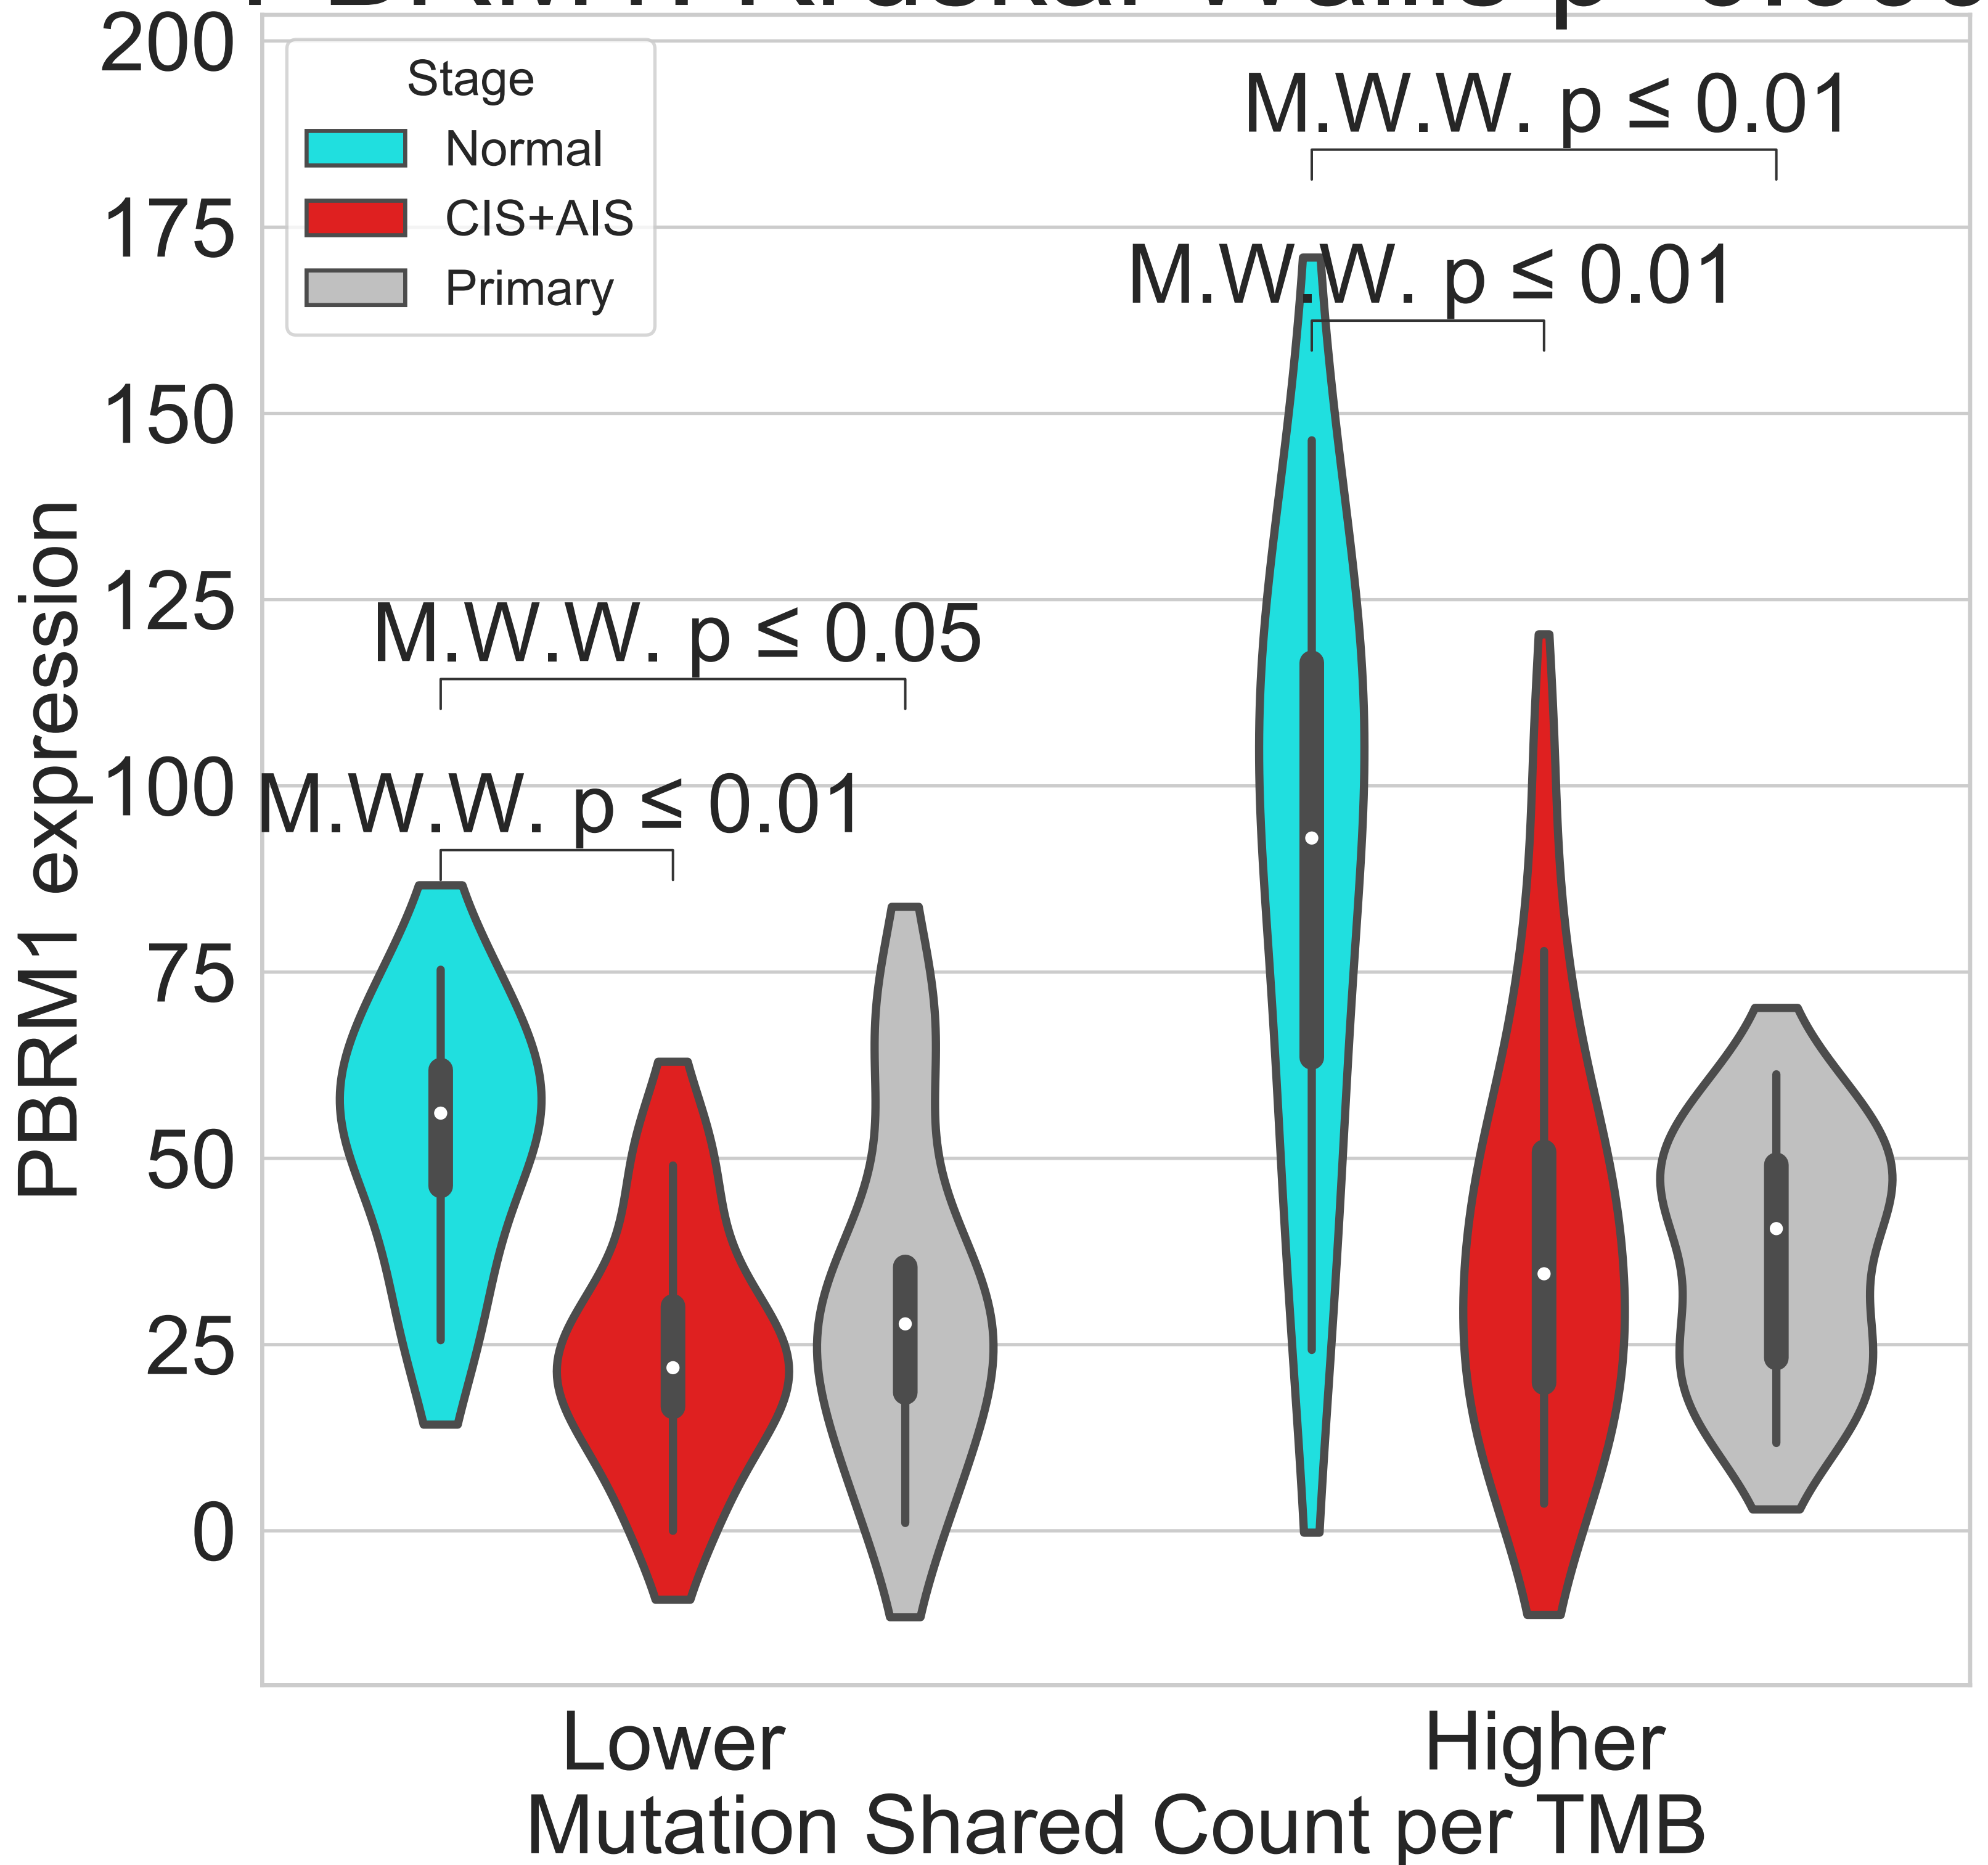 200
175
150
125
100
75
50
25
0
PBRM1 expression
Stage
Normal
CIS+AIS
Primary
M.W.W. p ≤ 0.01
M.W.W. p ≤ 0.01
M.W.W. p ≤ 0.05
M.W.W. p ≤ 0.01
Lower
Higher
Mutation Shared Count per TMB